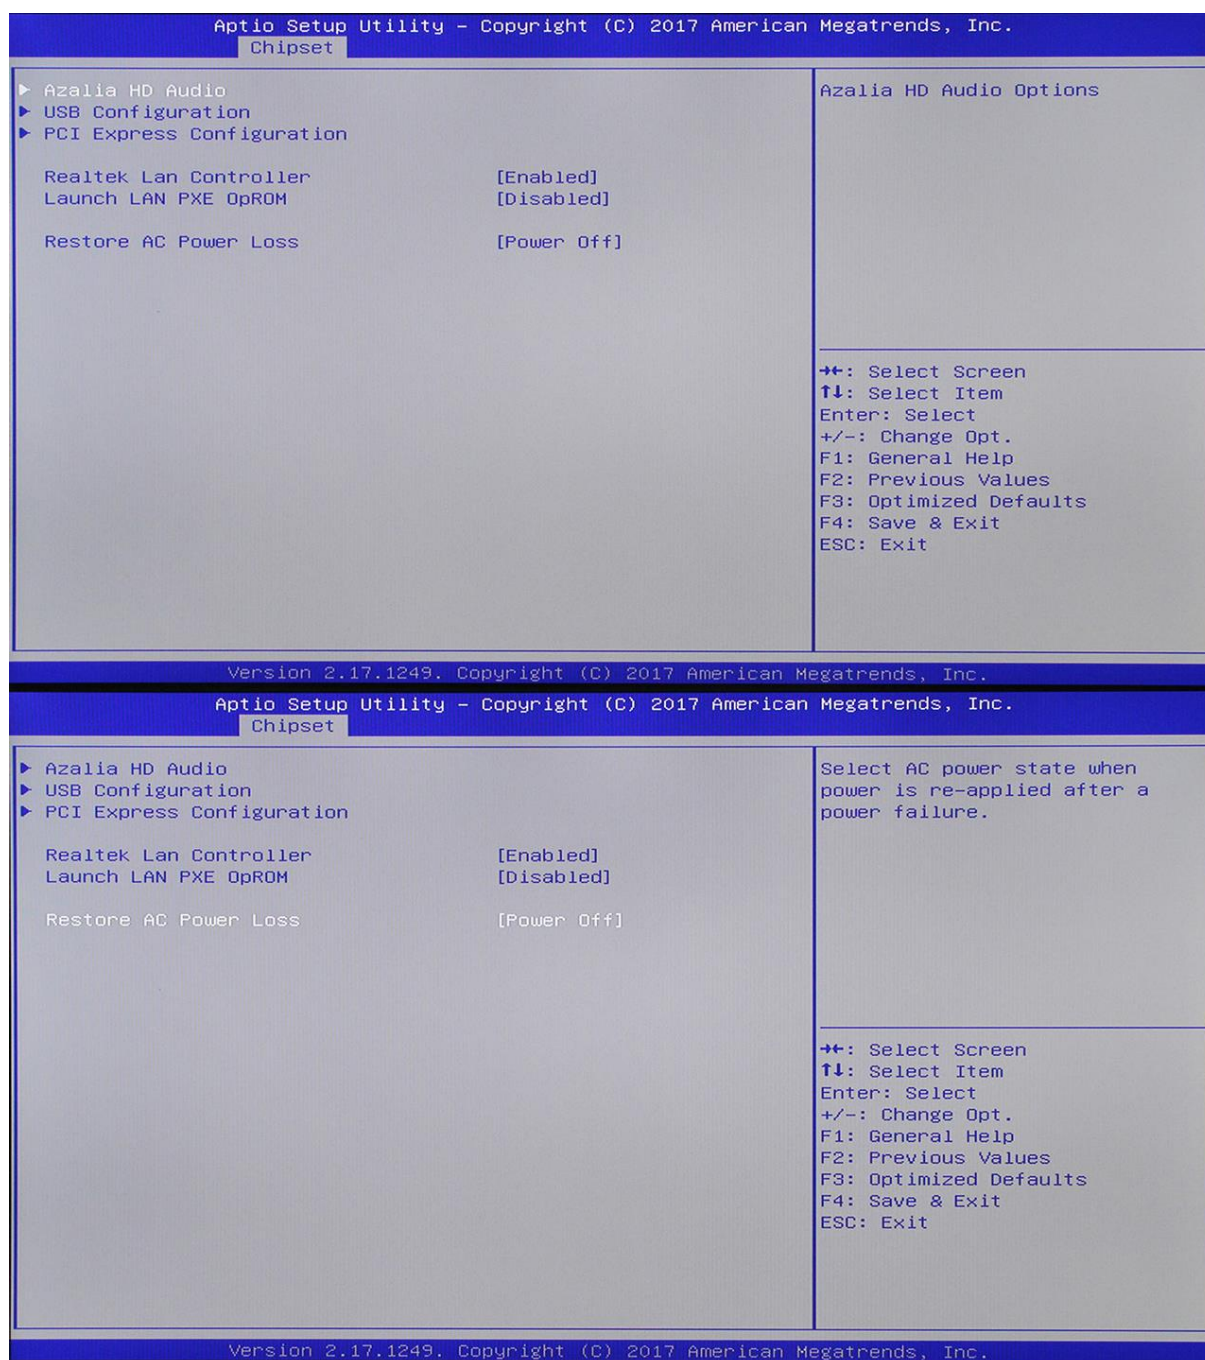 Aptio Setup Utility – Copyright (C) 2017 American Megatrends, Inc.
Chipset
▶ Azalia HD Audio
▶ USB Configuration
▶ PCI Express Configuration
Realtek Lan Controller [Enabled]
Launch LAN PXE OpROM [Disabled]
Restore AC Power Loss [Power Off]
Azalia HD Audio Options
→←: Select Screen
↑↓: Select Item
Enter: Select
+/-: Change Opt.
F1: General Help
F2: Previous Values
F3: Optimized Defaults
F4: Save & Exit
ESC: Exit
Version 2.17.1249. Copyright (C) 2017 American Megatrends, Inc.
Aptio Setup Utility – Copyright (C) 2017 American Megatrends, Inc.
Chipset
▶ Azalia HD Audio
▶ USB Configuration
▶ PCI Express Configuration
Realtek Lan Controller [Enabled]
Launch LAN PXE OpROM [Disabled]
Restore AC Power Loss [Power Off]
Select AC power state when
power is re-applied after a
power failure.
→←: Select Screen
↑↓: Select Item
Enter: Select
+/-: Change Opt.
F1: General Help
F2: Previous Values
F3: Optimized Defaults
F4: Save & Exit
ESC: Exit
Version 2.17.1249. Copyright (C) 2017 American Megatrends, Inc.